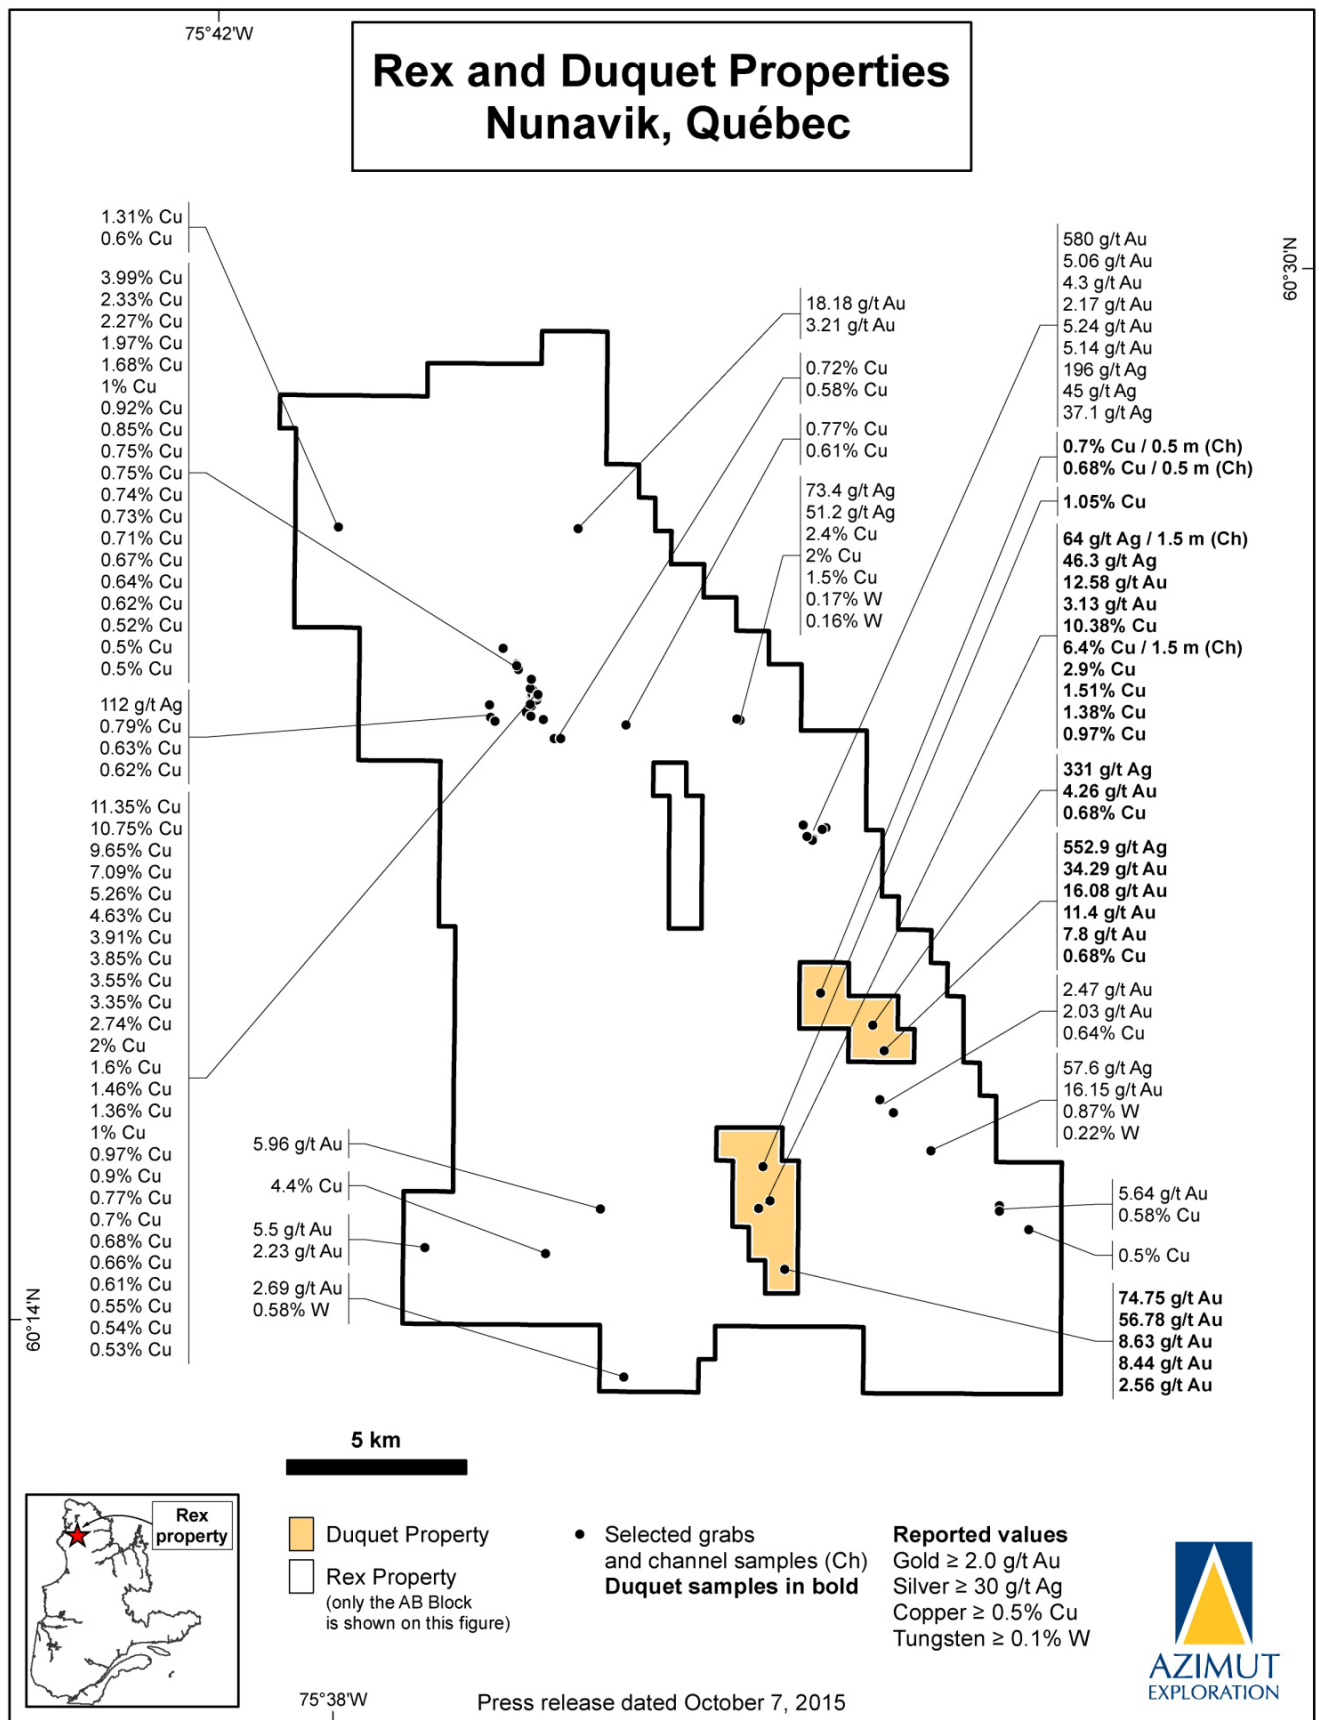 75°42'W
Rex and Duquet Properties
Nunavik, Québec
1.31% Cu
0.6% Cu
3.99% Cu
2.33% Cu
2.27% Cu
1.97% Cu
1.68% Cu
1% Cu
0.92% Cu
0.85% Cu
0.75% Cu
0.75% Cu
0.74% Cu
0.73% Cu
0.71% Cu
0.67% Cu
0.64% Cu
0.62% Cu
0.52% Cu
0.5% Cu
0.5% Cu
112 g/t Ag
0.79% Cu
0.63% Cu
0.62% Cu
11.35% Cu
10.75% Cu
9.65% Cu
7.09% Cu
5.26% Cu
4.63% Cu
3.91% Cu
3.85% Cu
3.55% Cu
3.35% Cu
2.74% Cu
2% Cu
1.6% Cu
1.46% Cu
1.36% Cu
1% Cu
0.97% Cu
0.9% Cu
0.77% Cu
0.7% Cu
0.68% Cu
0.66% Cu
0.61% Cu
0.55% Cu
0.54% Cu
0.53% Cu
60°14'N
5.96 g/t Au
4.4% Cu
5.5 g/t Au
2.23 g/t Au
2.69 g/t Au
0.58% W
18.18 g/t Au
3.21 g/t Au
0.72% Cu
0.58% Cu
0.77% Cu
0.61% Cu
73.4 g/t Ag
51.2 g/t Ag
2.4% Cu
2% Cu
1.5% Cu
0.17% W
0.16% W
60°30'N
580 g/t Au
5.06 g/t Au
4.3 g/t Au
2.17 g/t Au
5.24 g/t Au
5.14 g/t Au
196 g/t Ag
45 g/t Ag
37.1 g/t Ag
0.7% Cu / 0.5 m (Ch)
0.68% Cu / 0.5 m (Ch)
1.05% Cu
64 g/t Ag / 1.5 m (Ch)
46.3 g/t Ag
12.58 g/t Au
3.13 g/t Au
10.38% Cu
6.4% Cu / 1.5 m (Ch)
2.9% Cu
1.51% Cu
1.38% Cu
0.97% Cu
331 g/t Ag
4.26 g/t Au
0.68% Cu
552.9 g/t Ag
34.29 g/t Au
16.08 g/t Au
11.4 g/t Au
7.8 g/t Au
0.68% Cu
2.47 g/t Au
2.03 g/t Au
0.64% Cu
57.6 g/t Ag
16.15 g/t Au
0.87% W
0.22% W
5.64 g/t Au
0.58% Cu
0.5% Cu
74.75 g/t Au
56.78 g/t Au
8.63 g/t Au
8.44 g/t Au
2.56 g/t Au
5 km
Rex
property
Duquet Property
Rex Property
(only the AB Block
is shown on this figure)
Selected grabs
and channel samples (Ch)
Duquet samples in bold
Reported values
Gold ≥ 2.0 g/t Au
Silver ≥ 30 g/t Ag
Copper ≥ 0.5% Cu
Tungsten ≥ 0.1% W
AZIMUT
EXPLORATION
75°38'W
Press release dated October 7, 2015